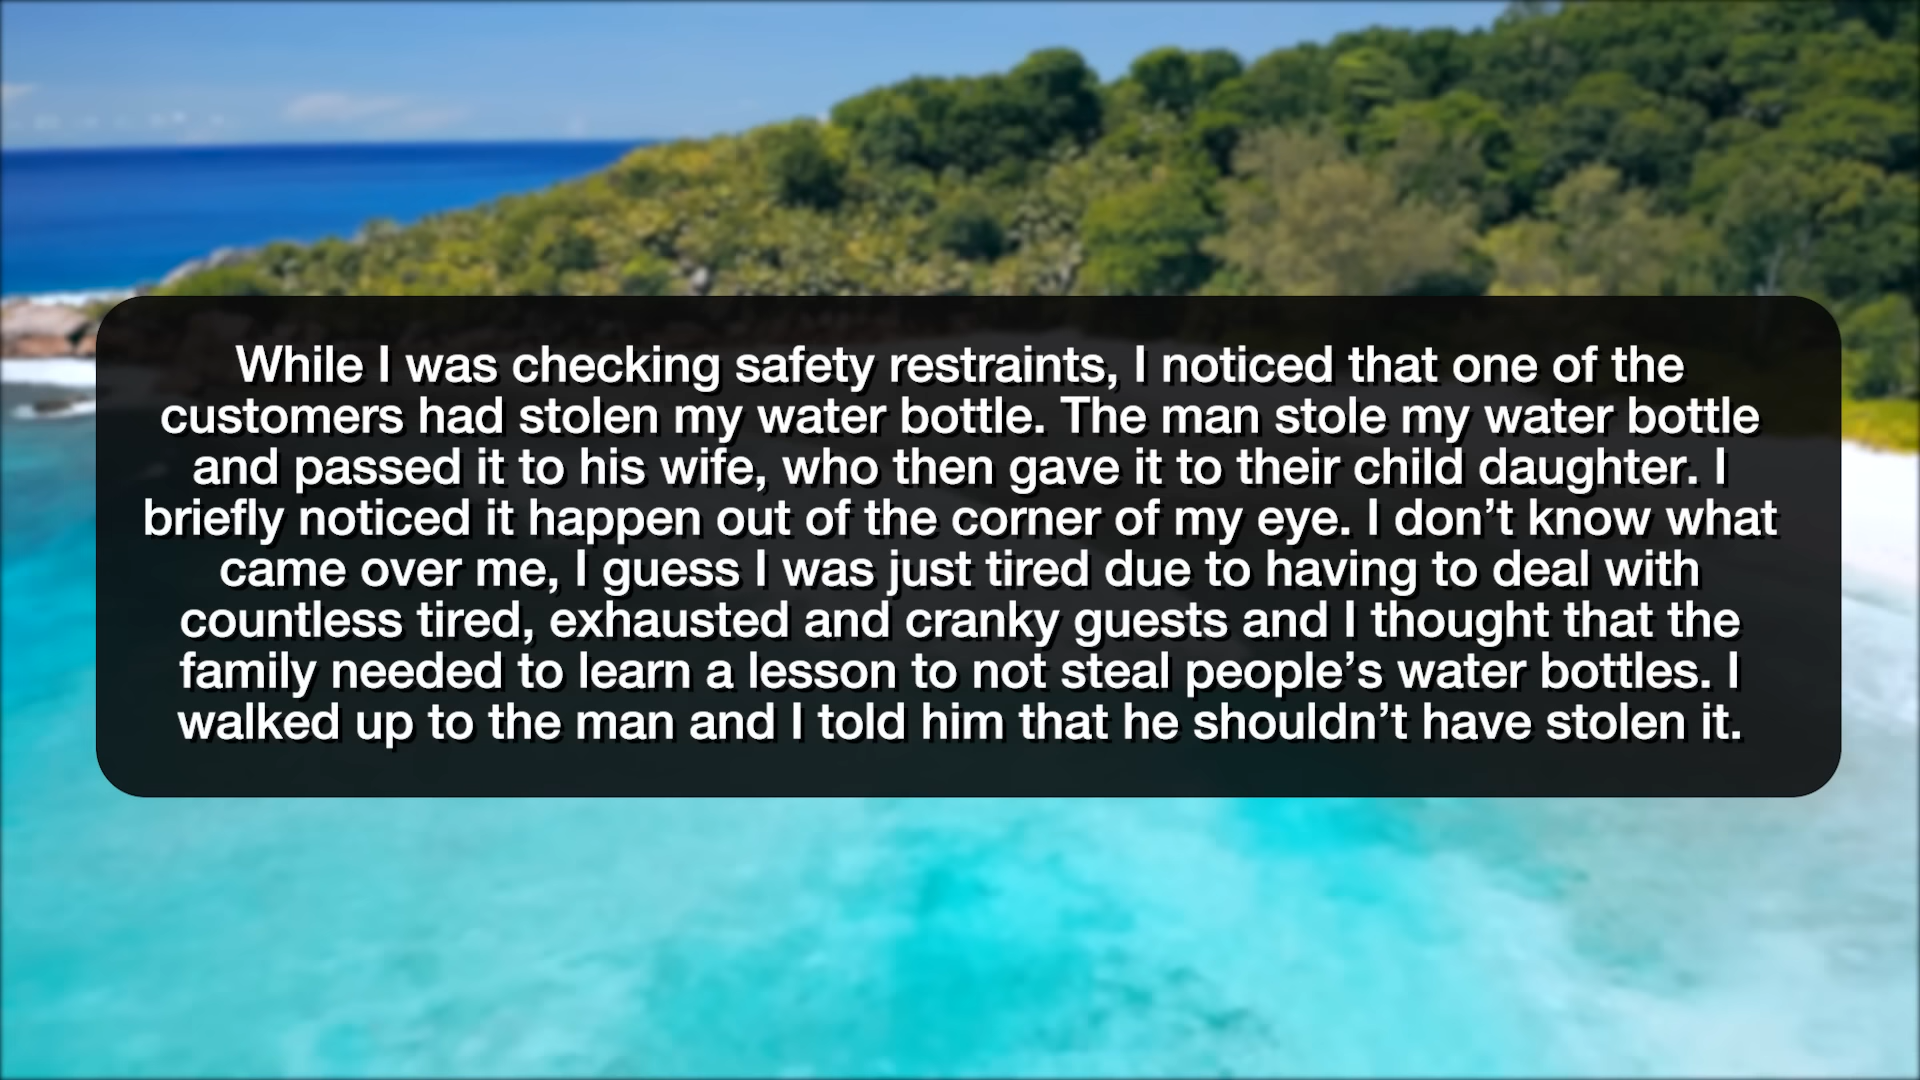 While I was checking safety restraints, I noticed that one of the
customers had stolen my water bottle. The man stole my water bottle
and passed it to his wife, who then gave it to their child daughter. I
briefly noticed it happen out of the corner of my eye. I don’t know what
came over me, I guess I was just tired due to having to deal with
countless tired, exhausted and cranky guests and I thought that the
family needed to learn a lesson to not steal people’s water bottles. I
walked up to the man and I told him that he shouldn’t have stolen it.